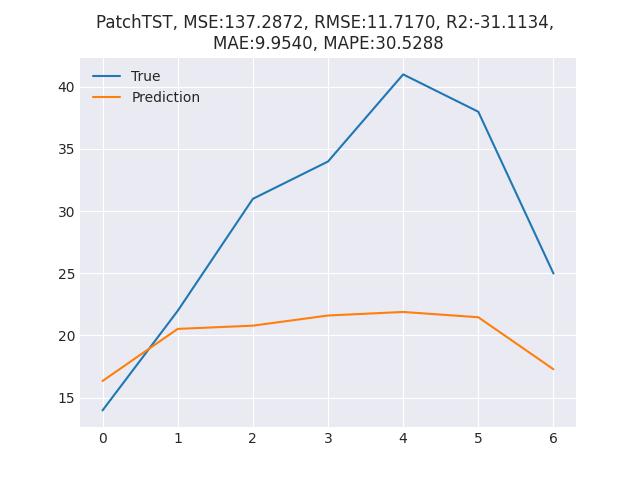 PatchTST, MSE:137.2872, RMSE:11.7170, R2:-31.1134,
MAE:9.9540, MAPE:30.5288
True
Prediction
40
35
30
25
20
15
0 1 2 3 4 5 6